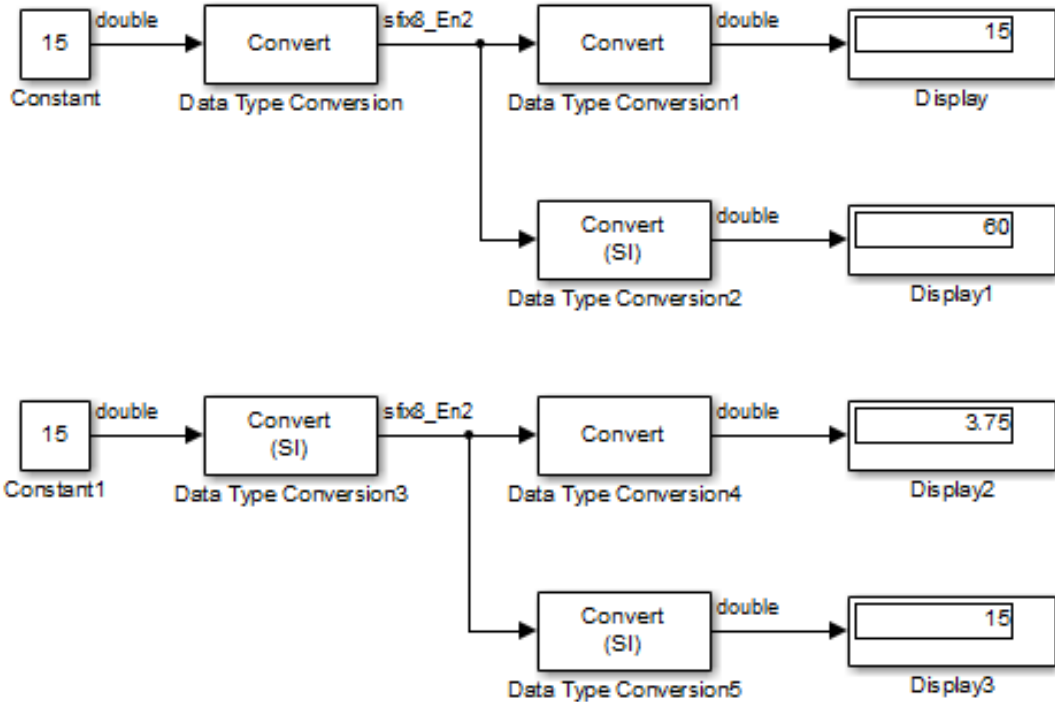 double
sfix8_En2
double
15
Convert
Convert
15
Constant
Data Type Conversion
Data Type Conversion1
Display
double
Convert
(SI)
60
Data Type Conversion2
Display1
double
sfix8_En2
double
15
Convert
(SI)
Convert
3.75
Constant1
Data Type Conversion3
Data Type Conversion4
Display2
double
Convert
(SI)
15
Data Type Conversion5
Display3